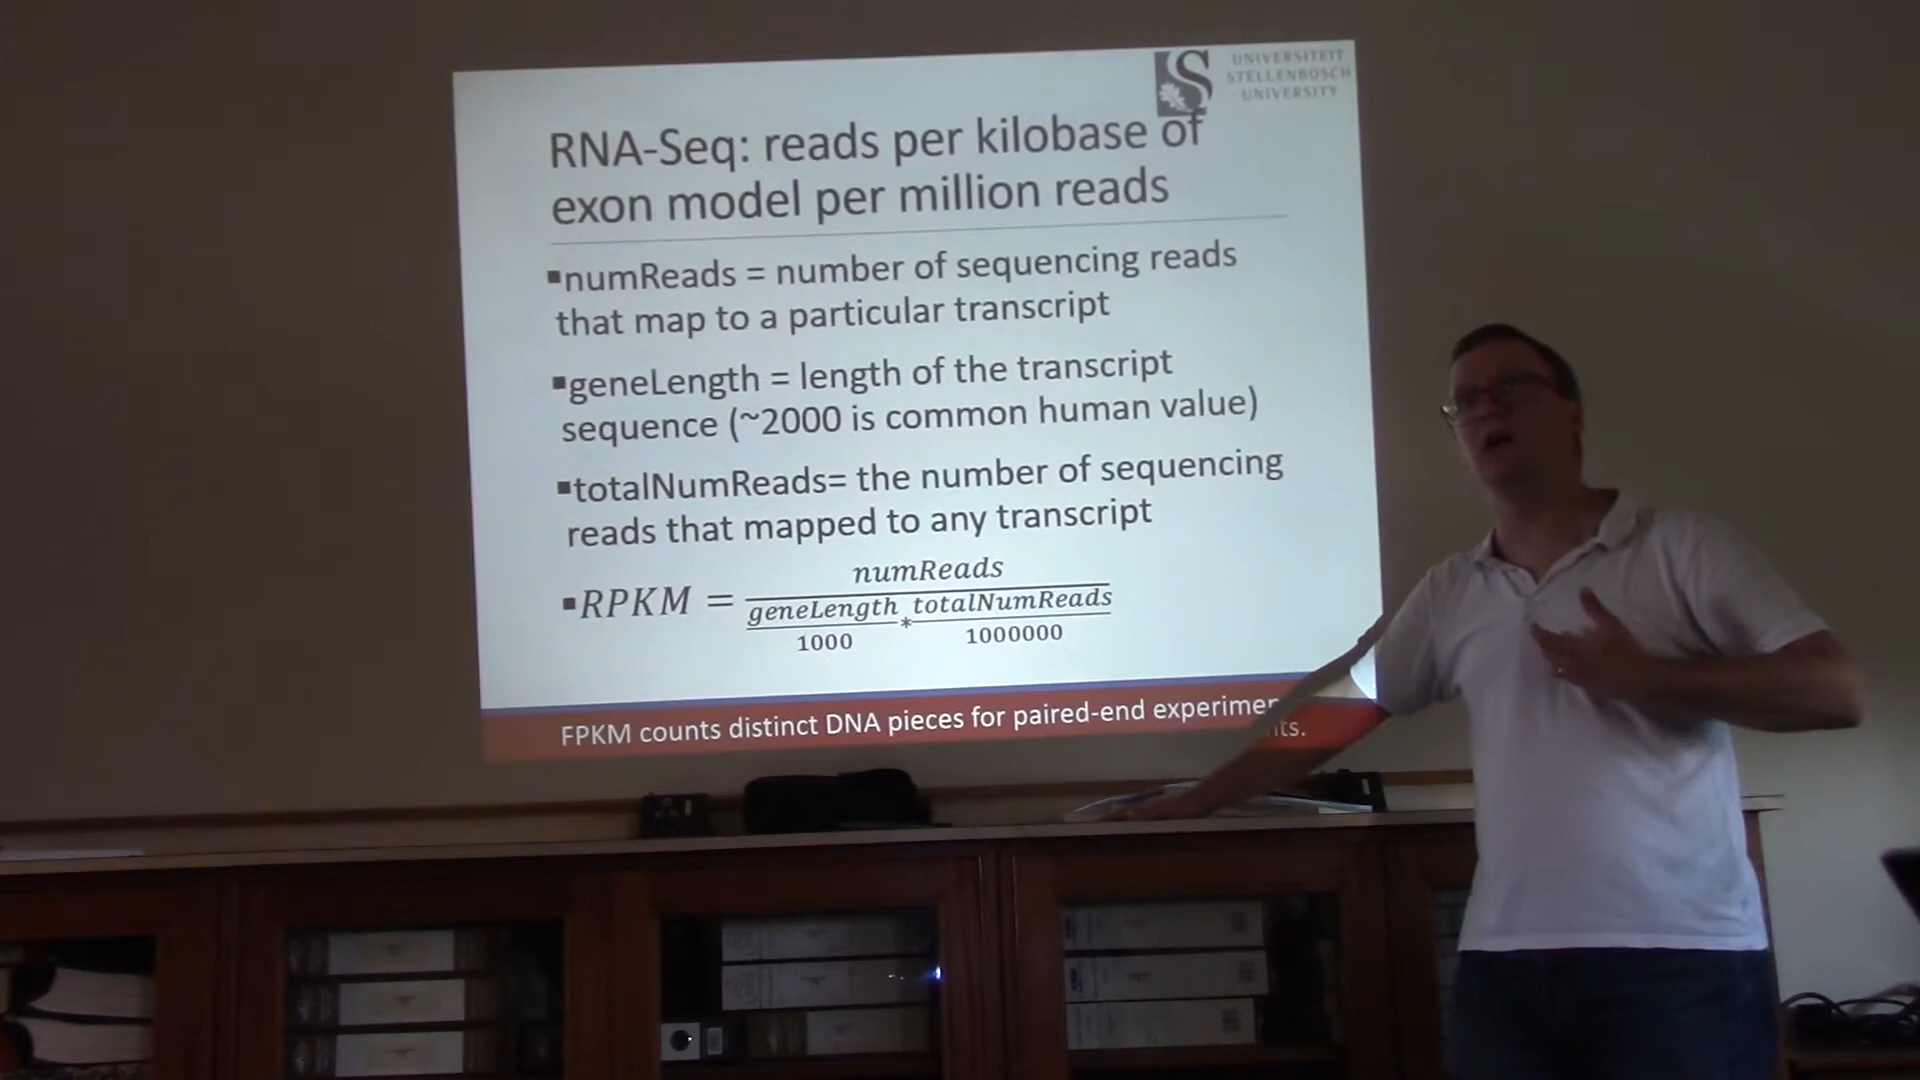 UNIVERSITEIT
STELLENBOSCH
UNIVERSITY
RNA-Seq: reads per kilobase of
exon model per million reads
▪numReads = number of sequencing reads
that map to a particular transcript
▪geneLength = length of the transcript
sequence (~2000 is common human value)
▪totalNumReads= the number of sequencing
reads that mapped to any transcript
numReads
▪RPKM =
geneLength * totalNumReads
1000 1000000
FPKM counts distinct DNA pieces for paired-end experiments.